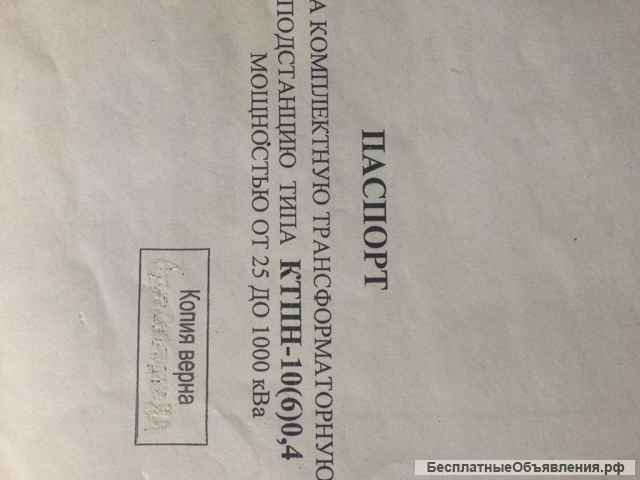 ПАСПОРТ
А КОМПЛЕКТНУЮ ТРАНСФОРМАТОРНУЮ
ПОДСТАНЦИЮ ТИПА КТПН-10(6)0,4
МОЩНОСТЬЮ ОТ 25 ДО 1000 кВа
Копия верна
БесплатныеОбъявления.рф